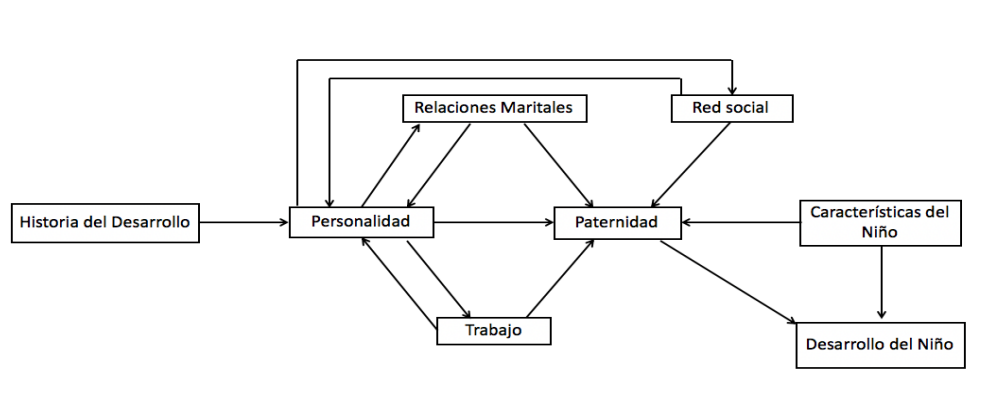 Relaciones Maritales
Red social
Historia del Desarrollo
Personalidad
Paternidad
Características del
Niño
Trabajo
Desarrollo del Niño